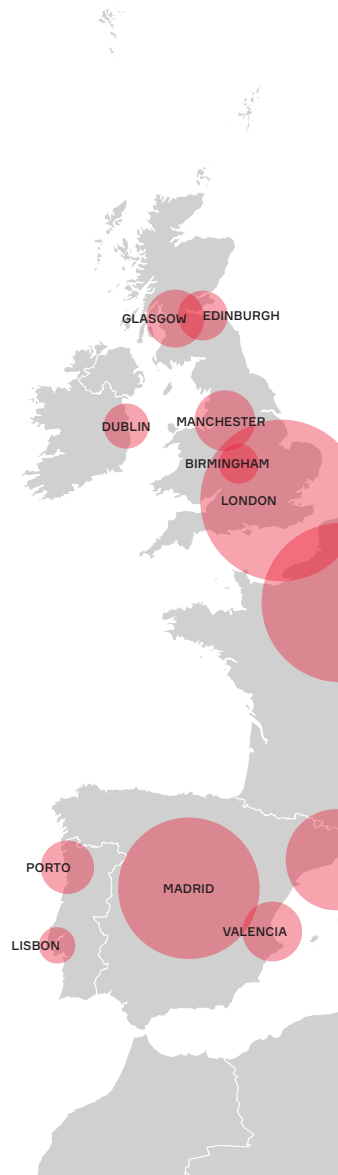 GLASGOW
EDINBURGH
MANCHESTER
DUBLIN
BIRMINGHAM
LONDON
PORTO
MADRID
VALENCIA
LISBON